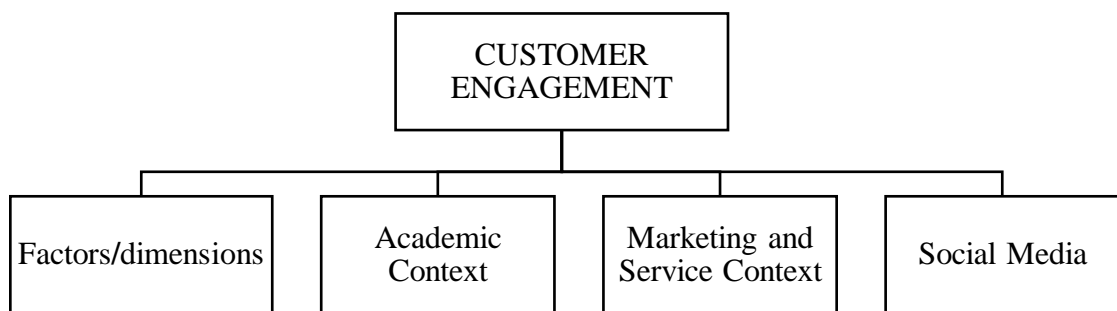 CUSTOMER
ENGAGEMENT
Factors/dimensions
Academic
Context
Marketing and
Service Context
Social Media